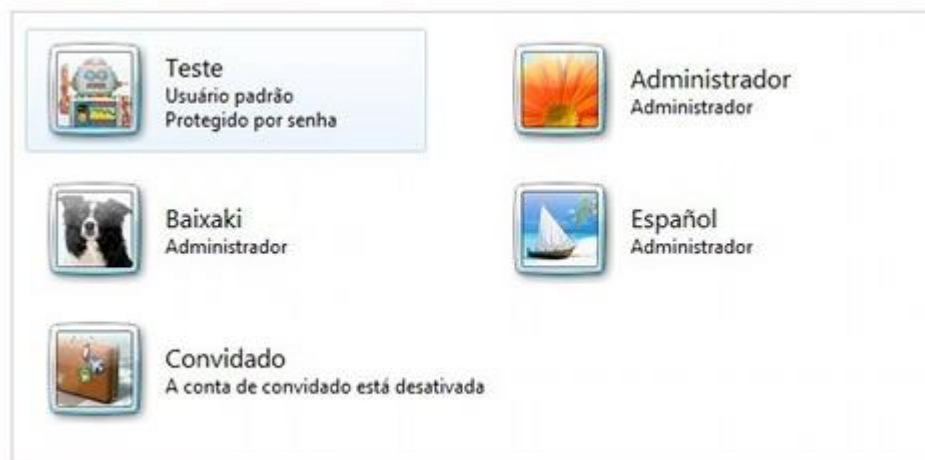 Teste
Usuário padrão
Protegido por senha
Administrador
Administrador
Baixaki
Administrador
Español
Administrador
Convidado
A conta de convidado está desativada